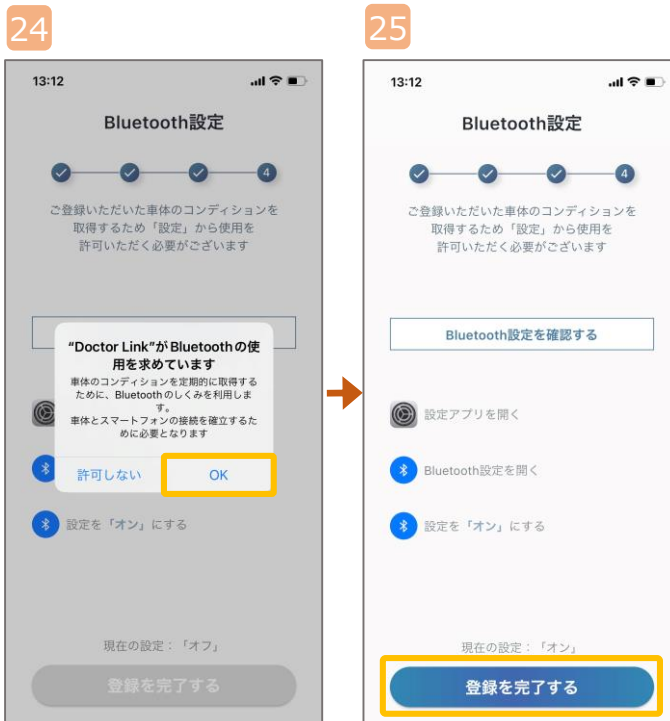 24
13:12
Bluetooth設定
4
ご登録いただいた車体のコンディションを
取得するため「設定」から使用を
許可いただく必要がございます
"Doctor Link"がBluetoothの使
用を求めています
車体のコンディションを定期的に取得する
ために、Bluetoothのしくみを利用しま
す。
車体とスマートフォンの接続を確立するた
めに必要となります
許可しない
OK
設定を「オン」にする
現在の設定：「オフ」
登録を完了する
25
13:12
Bluetooth設定
4
ご登録いただいた車体のコンディションを
取得するため「設定」から使用を
許可いただく必要がございます
Bluetooth設定を確認する
設定アプリを開く
Bluetooth設定を開く
設定を「オン」にする
現在の設定：「オン」
登録を完了する